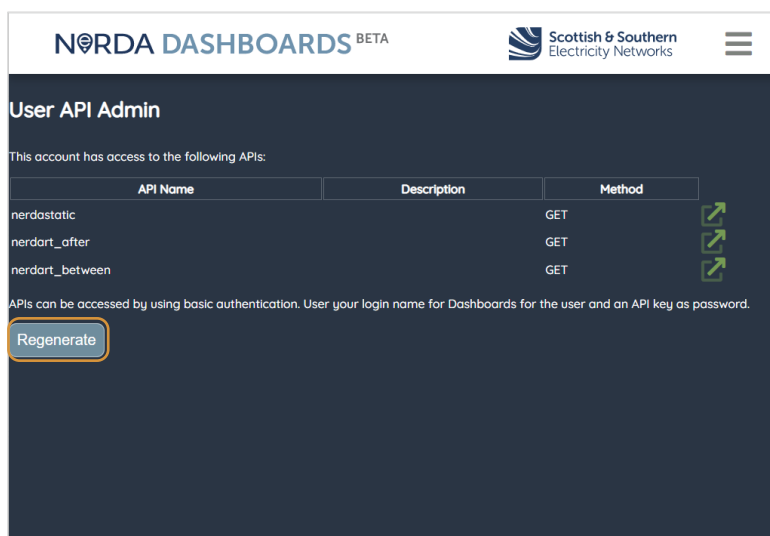 NERDA DASHBOARDS BETA
Scottish & Southern
Electricity Networks
User API Admin
This account has access to the following APIs:
API Name Description Method
nerdastatic GET
nerdart_after GET
nerdart_between GET
APIs can be accessed by using basic authentication. User your login name for Dashboards for the user and an API key as password.
Regenerate